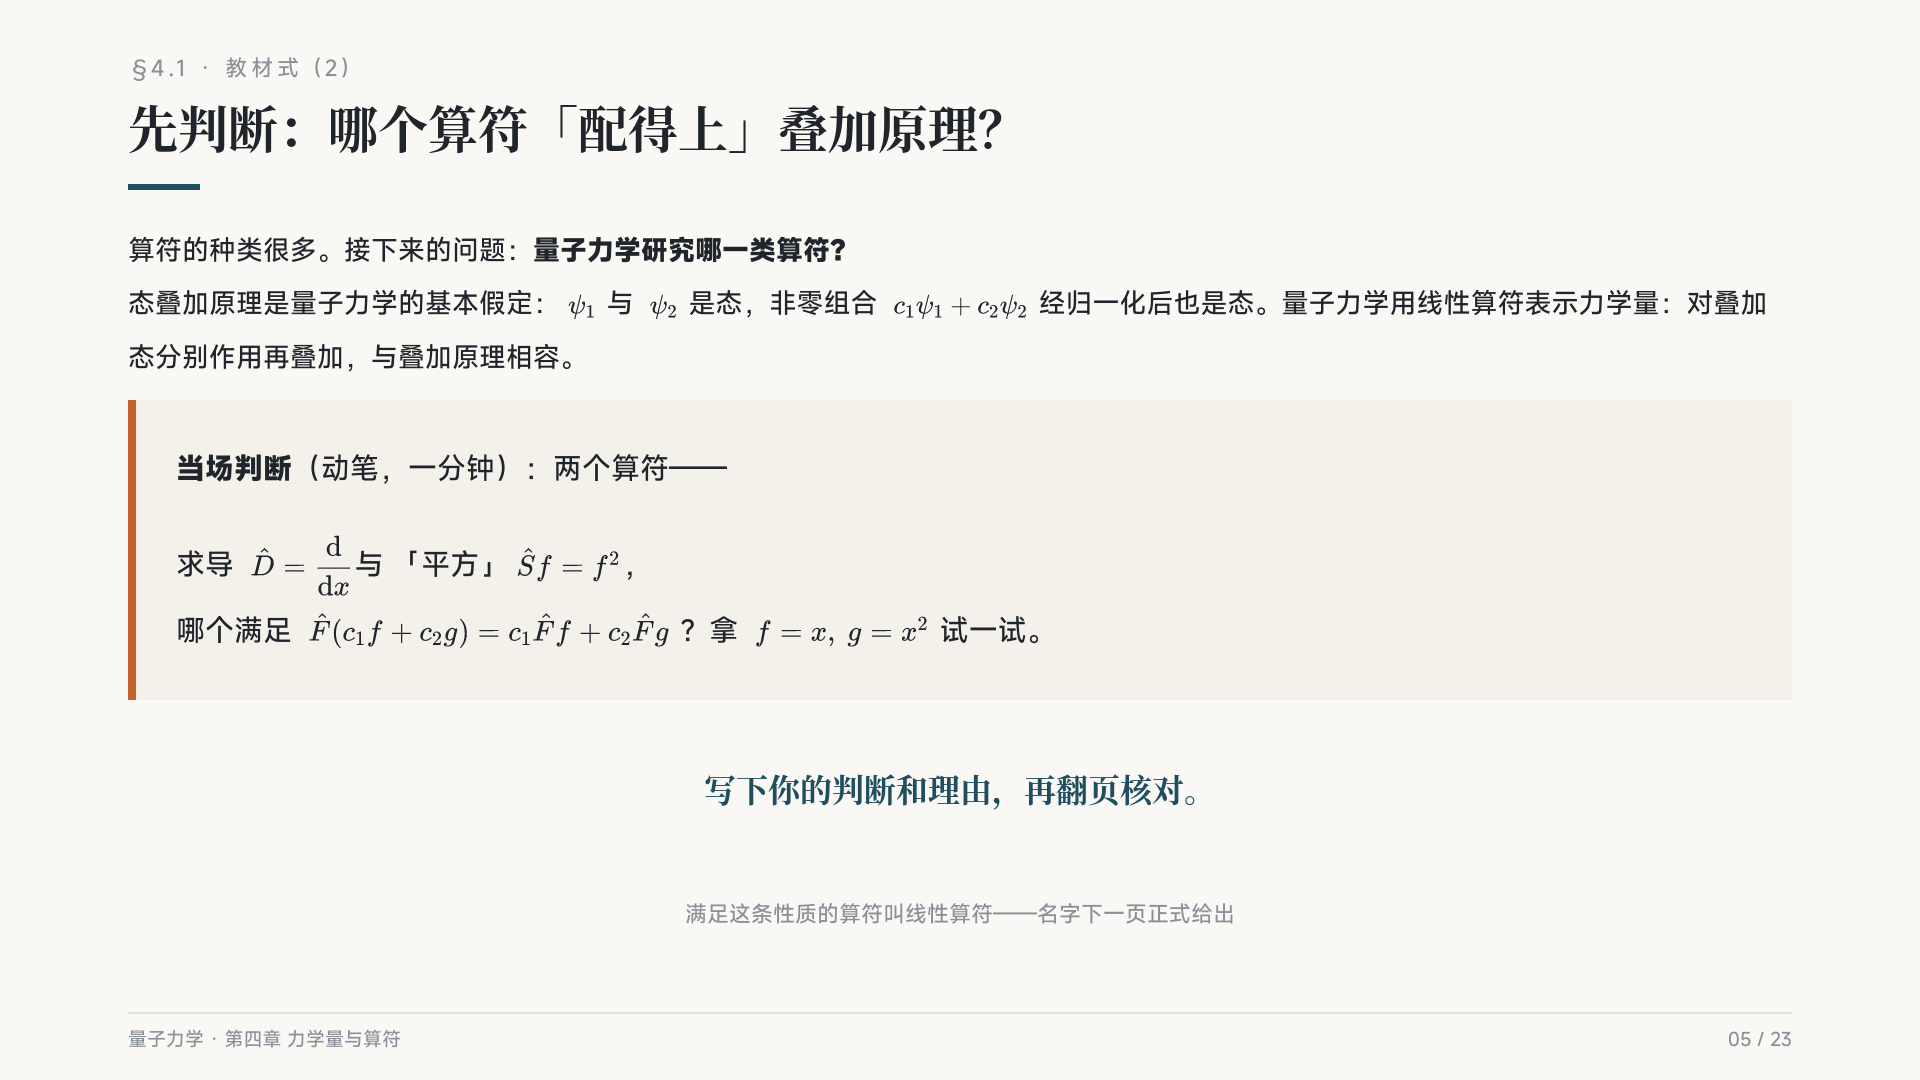 §4.1 · 教材式（2）
先判断：哪个算符「配得上」叠加原理？
算符的种类很多。接下来的问题：量子力学研究哪一类算符？
态叠加原理是量子力学的基本假定： ψ₁ 与 ψ₂ 是态，非零组合 c₁ψ₁ + c₂ψ₂ 经归一化后也是态。量子力学用线性算符表示力学量：对叠加
态分别作用再叠加，与叠加原理相容。
当场判断（动笔，一分钟）：两个算符——
求导 D̂ = d/dx 与 「平方」 Ŝf = f²，
哪个满足 F̂(c₁f + c₂g) = c₁F̂f + c₂F̂g ？拿 f = x, g = x² 试一试。
写下你的判断和理由，再翻页核对。
满足这条性质的算符叫线性算符——名字下一页正式给出
量子力学 · 第四章 力学量与算符
05 / 23